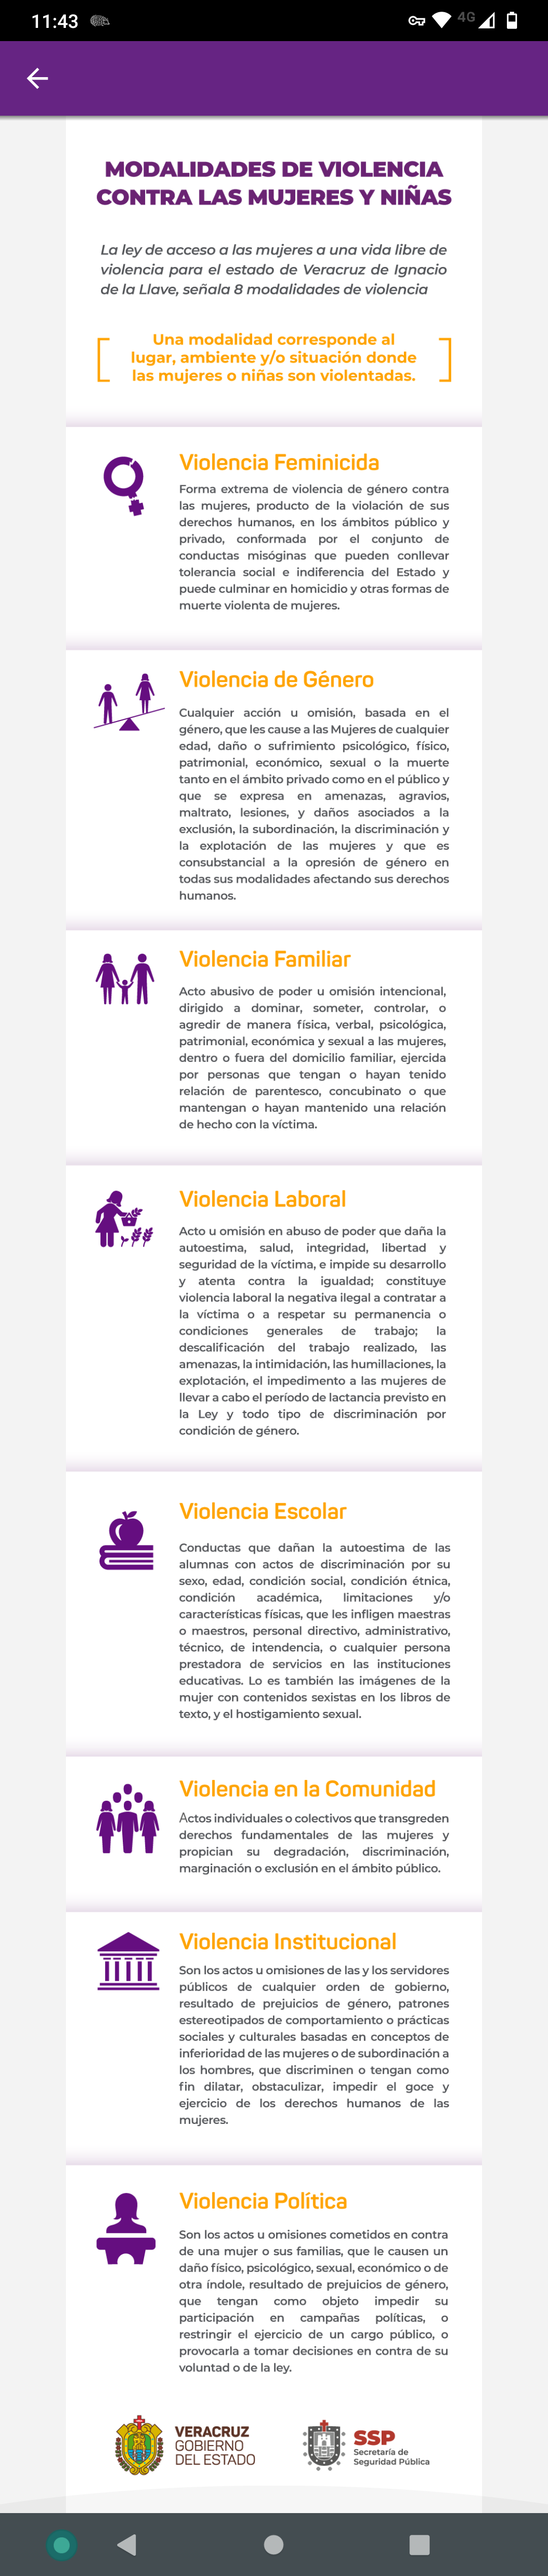 11:43
4G
MODALIDADES DE VIOLENCIA
CONTRA LAS MUJERES Y NIÑAS
La ley de acceso a las mujeres a una vida libre de
violencia para el estado de Veracruz de Ignacio
de la Llave, señala 8 modalidades de violencia
Una modalidad corresponde al
lugar, ambiente y/o situación donde
las mujeres o niñas son violentadas.
Violencia Feminicida
Forma extrema de violencia de género contra
las mujeres, producto de la violación de sus
derechos humanos, en los ámbitos público y
privado, conformada por el conjunto de
conductas misóginas que pueden conllevar
tolerancia social e indiferencia del Estado y
puede culminar en homicidio y otras formas de
muerte violenta de mujeres.
Violencia de Género
Cualquier acción u omisión, basada en el
género, que les cause a las Mujeres de cualquier
edad, daño o sufrimiento psicológico, físico,
patrimonial, económico, sexual o la muerte
tanto en el ámbito privado como en el público y
que se expresa en amenazas, agravios,
maltrato, lesiones, y daños asociados a la
exclusión, la subordinación, la discriminación y
la explotación de las mujeres y que es
consubstancial a la opresión de género en
todas sus modalidades afectando sus derechos
humanos.
Violencia Familiar
Acto abusivo de poder u omisión intencional,
dirigido a dominar, someter, controlar, o
agredir de manera física, verbal, psicológica,
patrimonial, económica y sexual a las mujeres,
dentro o fuera del domicilio familiar, ejercida
por personas que tengan o hayan tenido
relación de parentesco, concubinato o que
mantengan o hayan mantenido una relación
de hecho con la víctima.
Violencia Laboral
Acto u omisión en abuso de poder que daña la
autoestima, salud, integridad, libertad y
seguridad de la víctima, e impide su desarrollo
y atenta contra la igualdad; constituye
violencia laboral la negativa ilegal a contratar a
la víctima o a respetar su permanencia o
condiciones generales de trabajo; la
descalificación del trabajo realizado, las
amenazas, la intimidación, las humillaciones, la
explotación, el impedimento a las mujeres de
llevar a cabo el período de lactancia previsto en
la Ley y todo tipo de discriminación por
condición de género.
Violencia Escolar
Conductas que dañan la autoestima de las
alumnas con actos de discriminación por su
sexo, edad, condición social, condición étnica,
condición académica, limitaciones y/o
características físicas, que les infligen maestras
o maestros, personal directivo, administrativo,
técnico, de intendencia, o cualquier persona
prestadora de servicios en las instituciones
educativas. Lo es también las imágenes de la
mujer con contenidos sexistas en los libros de
texto, y el hostigamiento sexual.
Violencia en la Comunidad
Actos individuales o colectivos que transgreden
derechos fundamentales de las mujeres y
propician su degradación, discriminación,
marginación o exclusión en el ámbito público.
Violencia Institucional
Son los actos u omisiones de las y los servidores
públicos de cualquier orden de gobierno,
resultado de prejuicios de género, patrones
estereotipados de comportamiento o prácticas
sociales y culturales basadas en conceptos de
inferioridad de las mujeres o de subordinación a
los hombres, que discriminen o tengan como
fin dilatar, obstaculizar, impedir el goce y
ejercicio de los derechos humanos de las
mujeres.
Violencia Política
Son los actos u omisiones cometidos en contra
de una mujer o sus familias, que le causen un
daño físico, psicológico, sexual, económico o de
otra índole, resultado de prejuicios de género,
que tengan como objeto impedir su
participación en campañas políticas, o
restringir el ejercicio de un cargo público, o
provocarla a tomar decisiones en contra de su
voluntad o de la ley.
VERACRUZ
GOBIERNO
DEL ESTADO
SSP
Secretaría de
Seguridad Pública